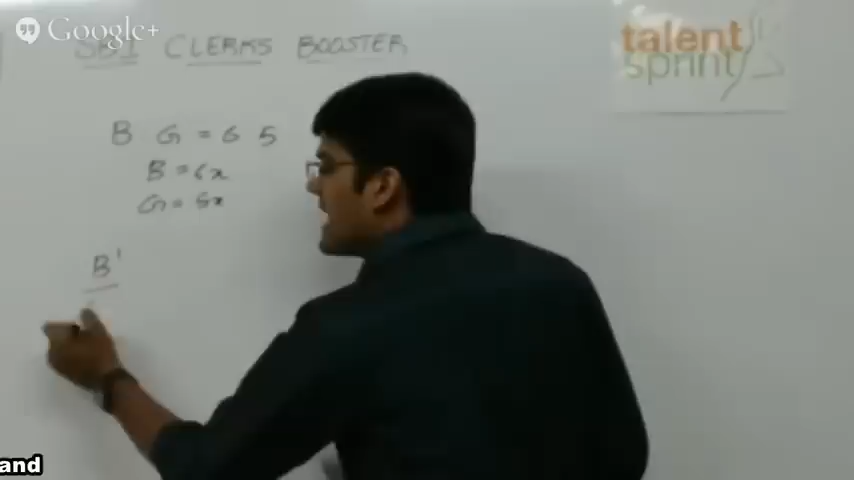 Google+
SBI CLERKS BOOSTER
talent
sprint
B G = 6 5
B = 6x
G = 5x
B'
and